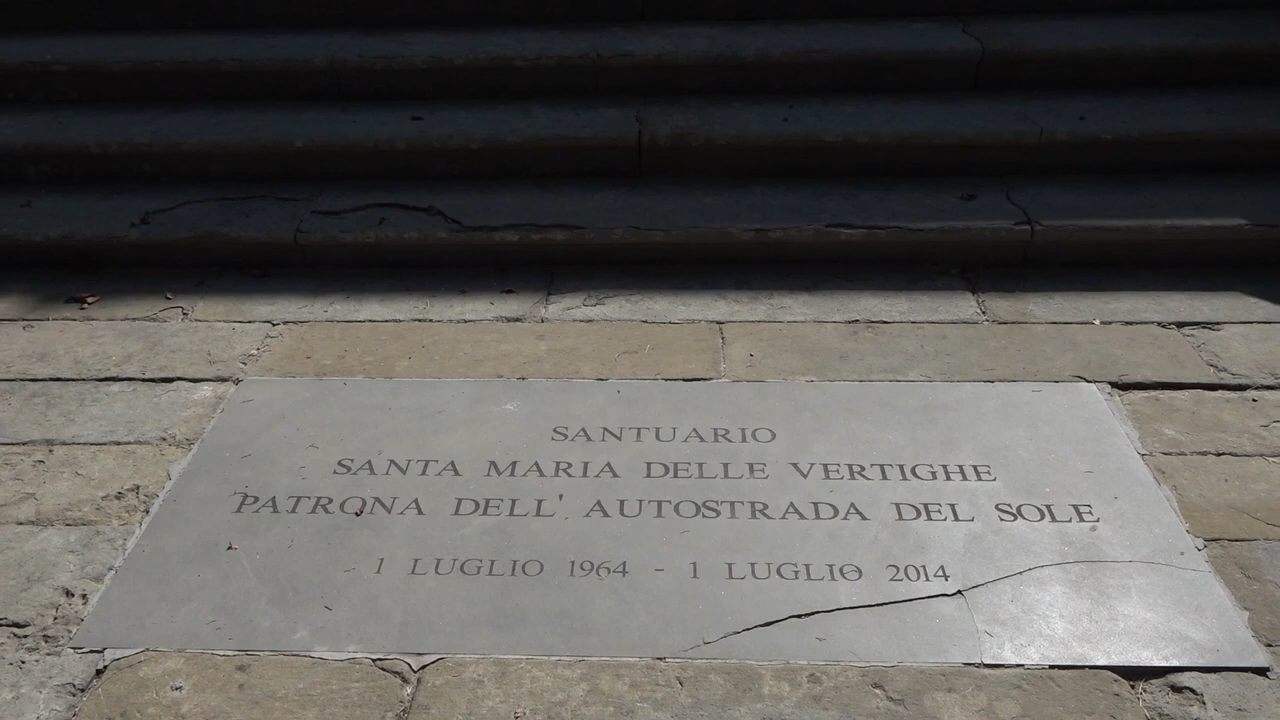 SANTUARIO
SANTA MARIA DELLE VERTIGHE
PATRONA DELL' AUTOSTRADA DEL SOLE
1 LUGLIO 1964 - 1 LUGLIO 2014